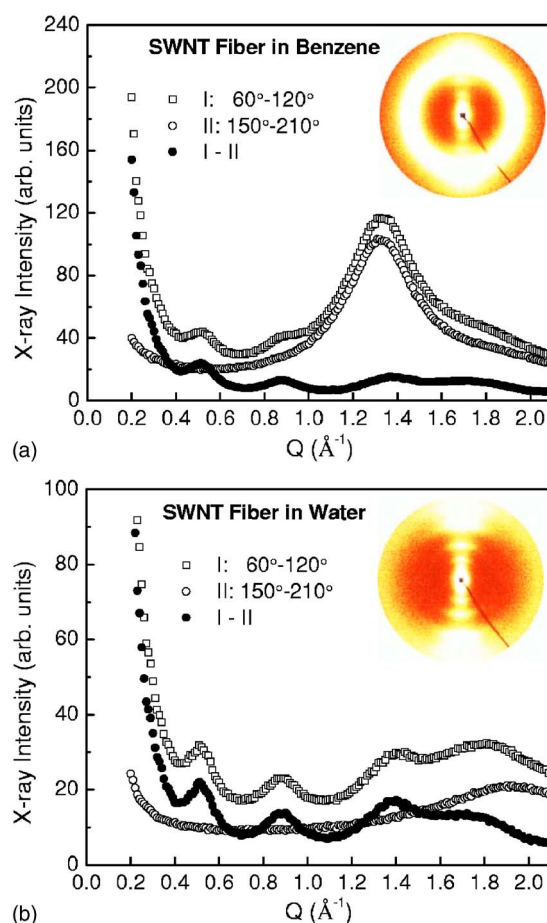 280
240
200
160
120
80
40
0
X-ray Intensity (arb. units)
SWNT Fiber in Benzene
I: 60°-120°
II: 150°-210°
I - II
0.0 0.2 0.4 0.6 0.8 1.0 1.2 1.4 1.6 1.8 2.0
Q (Å⁻¹)
(a)
100
80
60
40
20
0
X-ray Intensity (arb. units)
SWNT Fiber in Water
I: 60°-120°
II: 150°-210°
I - II
0.0 0.2 0.4 0.6 0.8 1.0 1.2 1.4 1.6 1.8 2.0
Q (Å⁻¹)
(b)